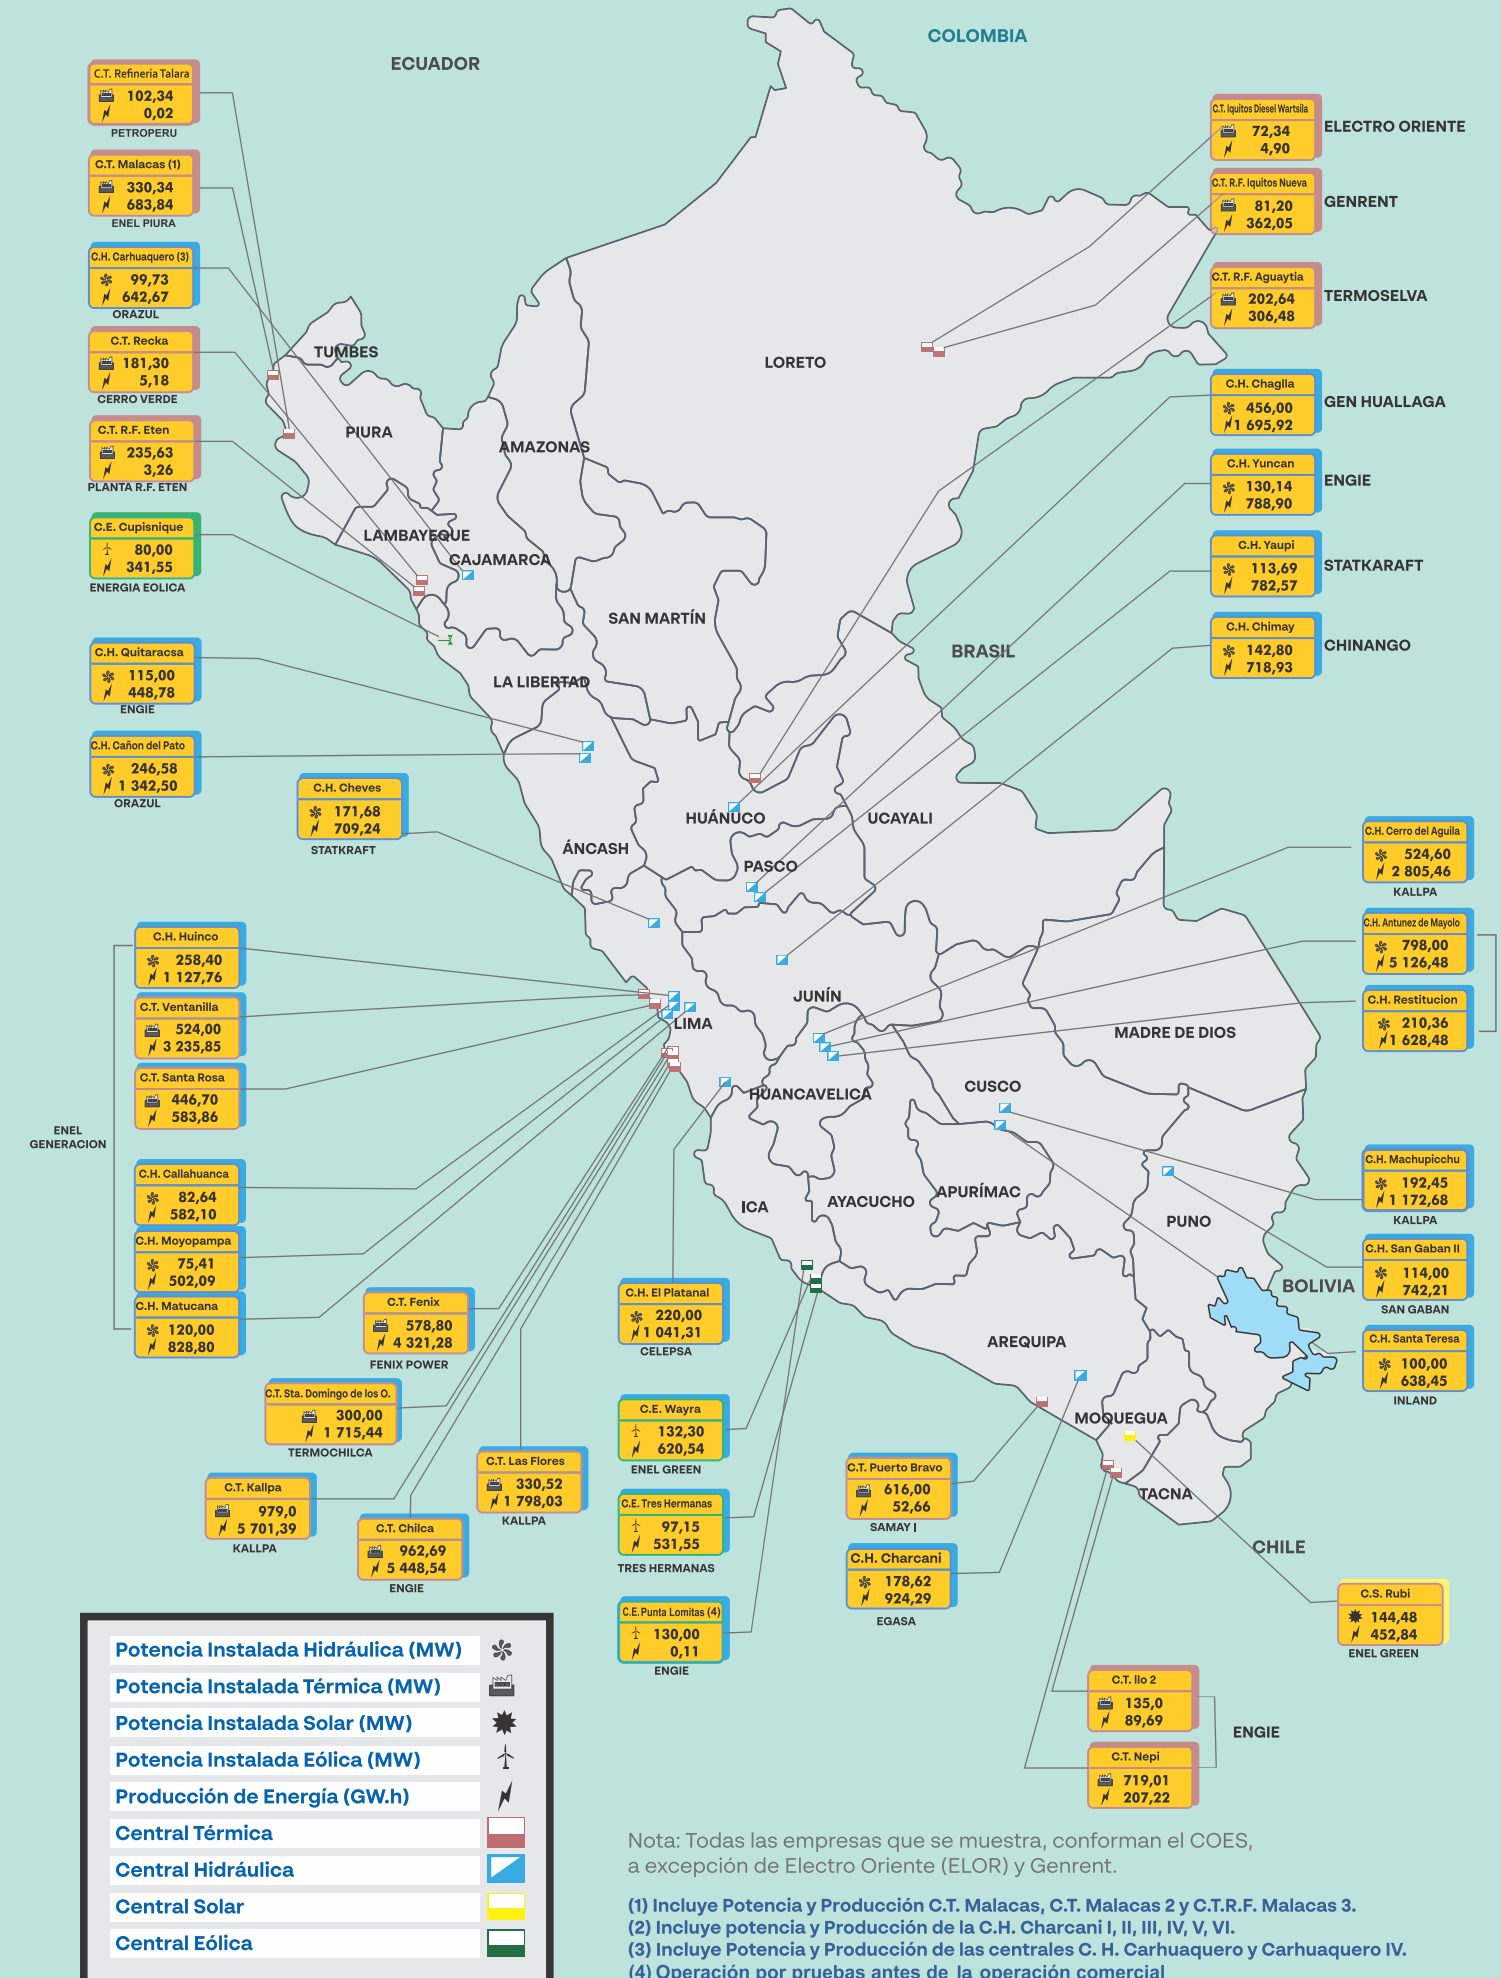 ECUADOR
COLOMBIA
BRASIL
BOLIVIA
CHILE
TUMBES
PIURA
LAMBAYEQUE
CAJAMARCA
AMAZONAS
LORETO
SAN MARTÍN
LA LIBERTAD
ÁNCASH
HUÁNUCO
UCAYALI
PASCO
JUNÍN
LIMA
HUANCAVELICA
CUSCO
MADRE DE DIOS
ICA
AYACUCHO
APURÍMAC
PUNO
AREQUIPA
MOQUEGUA
TACNA
C.T. Refineria Talara
102,34
0,02
PETROPERU
C.T. Malacas (1)
330,34
683,84
ENEL PIURA
C.H. Carhuaquero (3)
99,73
642,67
ORAZUL
C.T. Recka
181,30
5,18
CERRO VERDE
C.T. R.F. Eten
235,63
3,26
PLANTA R.F. ETEN
C.E. Cupisnique
80,00
341,55
ENERGIA EOLICA
C.H. Quitaracsa
115,00
448,78
ENGIE
C.H. Cañon del Pato
246,58
1 342,50
ORAZUL
C.H. Cheves
171,68
709,24
STATKRAFT
ENEL
GENERACION
C.H. Huinco
258,40
1 127,76
C.T. Ventanilla
524,00
3 235,85
C.T. Santa Rosa
446,70
583,86
C.H. Callahuanca
82,64
582,10
C.H. Moyopampa
75,41
502,09
C.H. Matucana
120,00
828,80
C.T. Fenix
578,80
4 321,28
FENIX POWER
C.T. Sta. Domingo de los O.
300,00
1 715,44
TERMOCHILCA
C.T. Kallpa
979,0
5 701,39
KALLPA
C.T. Chilca
962,69
5 448,54
ENGIE
C.T. Las Flores
330,52
1 798,03
KALLPA
C.H. El Platanal
220,00
1 041,31
CELEPSA
C.E. Wayra
132,30
620,54
ENEL GREEN
C.E. Tres Hermanas
97,15
531,55
TRES HERMANAS
C.E. Punta Lomitas (4)
130,00
0,11
ENGIE
C.T. Iquitos Diesel Wartsila
72,34
4,90
ELECTRO ORIENTE
C.T. R.F. Iquitos Nueva
81,20
362,05
GENRENT
C.T. R.F. Aguaytia
202,64
306,48
TERMOSELVA
C.H. Chaglla
456,00
1 695,92
GEN HUALLAGA
C.H. Yuncan
130,14
788,90
ENGIE
C.H. Yaupi
113,69
782,57
STATKARAFT
C.H. Chimay
142,80
718,93
CHINANGO
C.H. Cerro del Aguila
524,60
2 805,46
KALLPA
C.H. Antunez de Mayolo
798,00
5 126,48
C.H. Restitucion
210,36
1 628,48
C.H. Machupicchu
192,45
1 172,68
KALLPA
C.H. San Gaban II
114,00
742,21
SAN GABAN
C.H. Santa Teresa
100,00
638,45
INLAND
C.T. Puerto Bravo
616,00
52,66
SAMAY I
C.H. Charcani
178,62
924,29
EGASA
C.S. Rubi
144,48
452,84
ENEL GREEN
C.T. Ilo 2
135,0
89,69
C.T. Nepi
719,01
207,22
ENGIE
Potencia Instalada Hidráulica (MW)
Potencia Instalada Térmica (MW)
Potencia Instalada Solar (MW)
Potencia Instalada Eólica (MW)
Producción de Energía (GW.h)
Central Térmica
Central Hidráulica
Central Solar
Central Eólica
Nota: Todas las empresas que se muestra, conforman el COES,
a excepción de Electro Oriente (ELOR) y Genrent.
(1) Incluye Potencia y Producción C.T. Malacas, C.T. Malacas 2 y C.T.R.F. Malacas 3.
(2) Incluye potencia y Producción de la C.H. Charcani I, II, III, IV, V, VI.
(3) Incluye Potencia y Producción de las centrales C. H. Carhuaquero y Carhuaquero IV.
(4) Operación por pruebas antes de la operación comercial